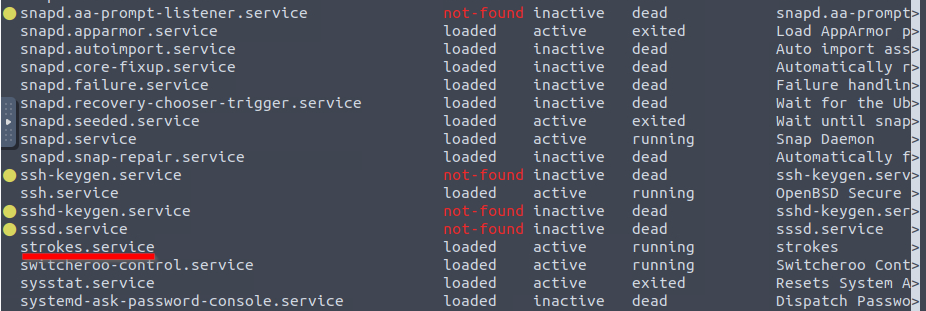 snapd.aa-prompt-listener.service not-found inactive dead snapd.aa-prompt>
snapd.apparmor.service loaded active exited Load AppArmor p>
snapd.autoimport.service loaded inactive dead Auto import ass>
snapd.core-fixup.service loaded inactive dead Automatically r>
snapd.failure.service loaded inactive dead Failure handlin>
snapd.recovery-chooser-trigger.service loaded inactive dead Wait for the Ub>
snapd.seeded.service loaded active exited Wait until snap>
snapd.service loaded active running Snap Daemon >
snapd.snap-repair.service loaded inactive dead Automatically f>
ssh-keygen.service not-found inactive dead ssh-keygen.serv>
ssh.service loaded active running OpenBSD Secure >
sshd-keygen.service not-found inactive dead sshd-keygen.ser>
sssd.service not-found inactive dead sssd.service >
strokes.service loaded active running strokes >
switcheroo-control.service loaded active running Switcheroo Cont>
sysstat.service loaded active exited Resets System A>
systemd-ask-password-console.service loaded inactive dead Dispatch Passwo>